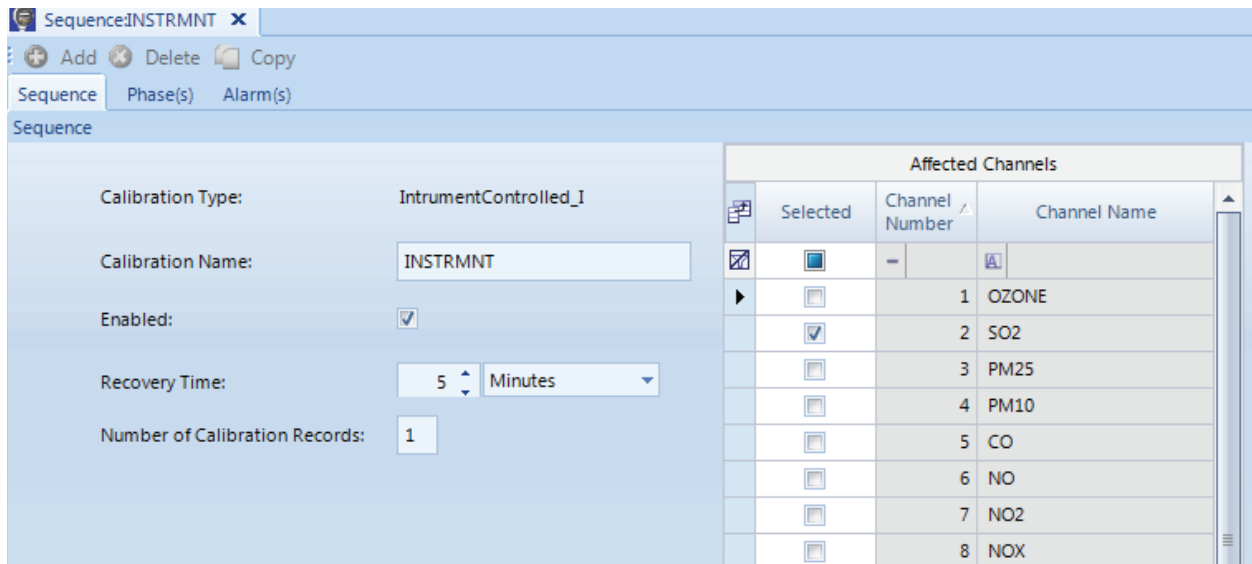 Sequence:INSTRMNT X
Add Delete Copy
Sequence Phase(s) Alarm(s)
Sequence
Calibration Type: IntrumentControlled_I
Calibration Name: INSTRMNT
Enabled:
Recovery Time: 5 Minutes
Number of Calibration Records: 1
Affected Channels
Selected Channel Number Channel Name
A
1 OZONE
2 SO2
3 PM25
4 PM10
5 CO
6 NO
7 NO2
8 NOX